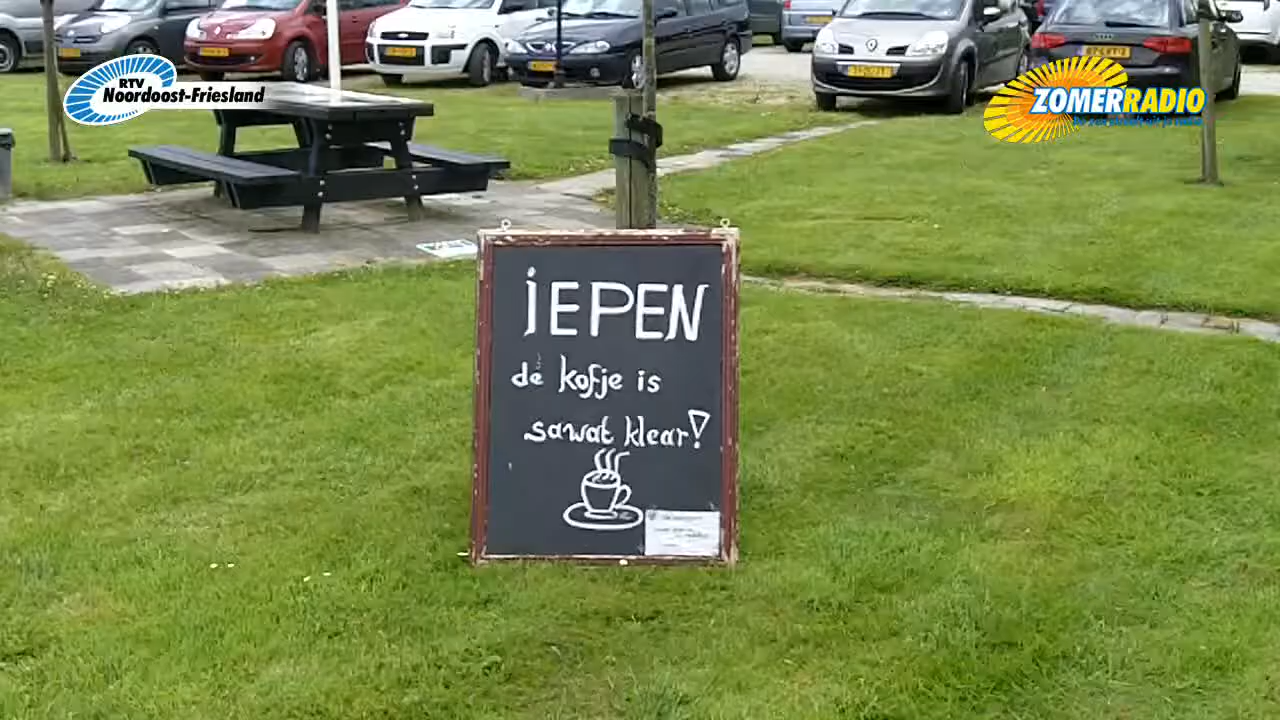 RTV
Noordoost-Friesland
ZOMERRADIO
iEPEN
de kofje is
sawat klear!